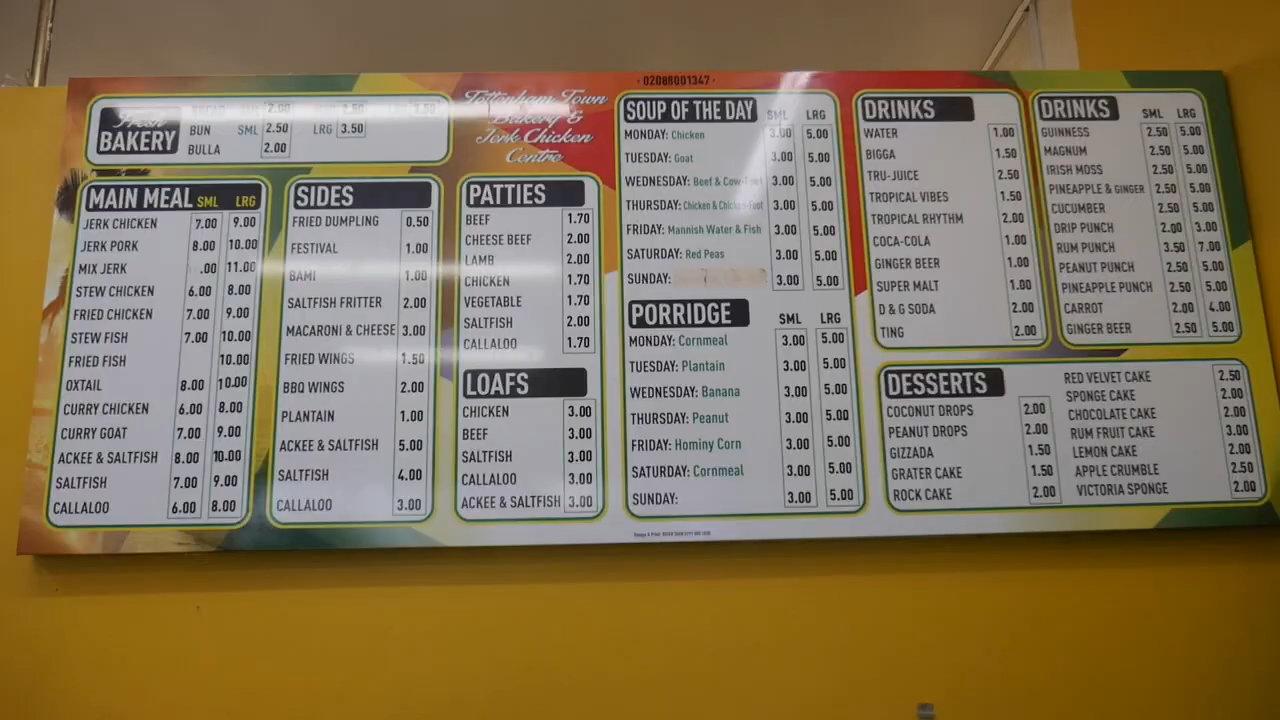 · 02088001347 ·
Tottenham Town
Bakery &
Jerk Chicken
Centre
Fresh
BAKERY
BREAD SML 2.00 2.50 3.50
BUN SML 2.50 LRG 3.50
BULLA 2.00
MAIN MEAL SML LRG
JERK CHICKEN 7.00 9.00
JERK PORK 8.00 10.00
MIX JERK .00 11.00
STEW CHICKEN 6.00 8.00
FRIED CHICKEN 7.00 9.00
STEW FISH 7.00 10.00
FRIED FISH 10.00
OXTAIL 8.00 10.00
CURRY CHICKEN 6.00 8.00
CURRY GOAT 7.00 9.00
ACKEE & SALTFISH 8.00 10.00
SALTFISH 7.00 9.00
CALLALOO 6.00 8.00
SIDES
FRIED DUMPLING 0.50
FESTIVAL 1.00
BAMI 1.00
SALTFISH FRITTER 2.00
MACARONI & CHEESE 3.00
FRIED WINGS 1.50
BBQ WINGS 2.00
PLANTAIN 1.00
ACKEE & SALTFISH 5.00
SALTFISH 4.00
CALLALOO 3.00
PATTIES
BEEF 1.70
CHEESE BEEF 2.00
LAMB 2.00
CHICKEN 1.70
VEGETABLE 1.70
SALTFISH 2.00
CALLALOO 1.70
LOAFS
CHICKEN 3.00
BEEF 3.00
SALTFISH 3.00
CALLALOO 3.00
ACKEE & SALTFISH 3.00
SOUP OF THE DAY SML LRG
MONDAY: Chicken 3.00 5.00
TUESDAY: Goat 3.00 5.00
WEDNESDAY: Beef & Cow-Feet 3.00 5.00
THURSDAY: Chicken & Chicken-Foot 3.00 5.00
FRIDAY: Mannish Water & Fish 3.00 5.00
SATURDAY: Red Peas 3.00 5.00
SUNDAY: 3.00 5.00
PORRIDGE SML LRG
MONDAY: Cornmeal 3.00 5.00
TUESDAY: Plantain 3.00 5.00
WEDNESDAY: Banana 3.00 5.00
THURSDAY: Peanut 3.00 5.00
FRIDAY: Hominy Corn 3.00 5.00
SATURDAY: Cornmeal 3.00 5.00
SUNDAY: 3.00 5.00
DRINKS
WATER 1.00
BIGGA 1.50
TRU-JUICE 2.50
TROPICAL VIBES 1.50
TROPICAL RHYTHM 2.00
COCA-COLA 1.00
GINGER BEER 1.00
SUPER MALT 1.00
D & G SODA 2.00
TING 2.00
DRINKS SML LRG
GUINNESS 2.50 5.00
MAGNUM 2.50 5.00
IRISH MOSS 2.50 5.00
PINEAPPLE & GINGER 2.50 5.00
CUCUMBER 2.50 5.00
DRIP PUNCH 2.00 3.00
RUM PUNCH 3.50 7.00
PEANUT PUNCH 2.50 5.00
PINEAPPLE PUNCH 2.50 5.00
CARROT 2.00 4.00
GINGER BEER 2.50 5.00
DESSERTS
COCONUT DROPS 2.00
PEANUT DROPS 2.00
GIZZADA 1.50
GRATER CAKE 1.50
ROCK CAKE 2.00
RED VELVET CAKE 2.50
SPONGE CAKE 2.00
CHOCOLATE CAKE 2.00
RUM FRUIT CAKE 3.00
LEMON CAKE 2.00
APPLE CRUMBLE 2.50
VICTORIA SPONGE 2.00